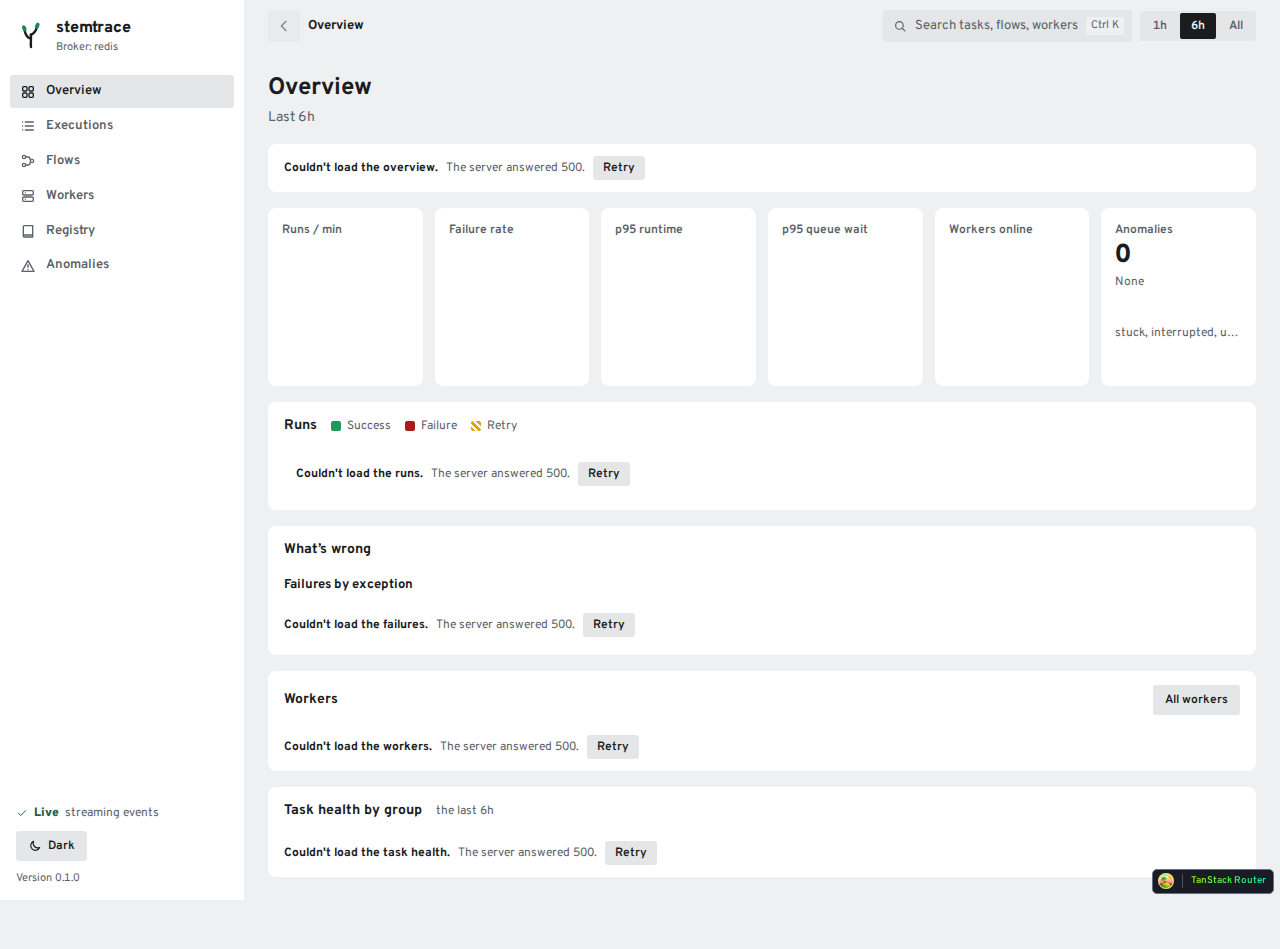 stemtrace
Broker: redis
Overview
Executions
Flows
Workers
Registry
Anomalies
Live streaming events
Dark
Version 0.1.0
Overview
Search tasks, flows, workers Ctrl K
1h 6h All
Overview
Last 6h
Couldn't load the overview. The server answered 500. Retry
Runs / min
Failure rate
p95 runtime
p95 queue wait
Workers online
Anomalies
0
None
stuck, interrupted, u…
Runs Success Failure Retry
Couldn't load the runs. The server answered 500. Retry
What’s wrong
Failures by exception
Couldn't load the failures. The server answered 500. Retry
Workers All workers
Couldn't load the workers. The server answered 500. Retry
Task health by group the last 6h
Couldn't load the task health. The server answered 500. Retry
TanStack Router